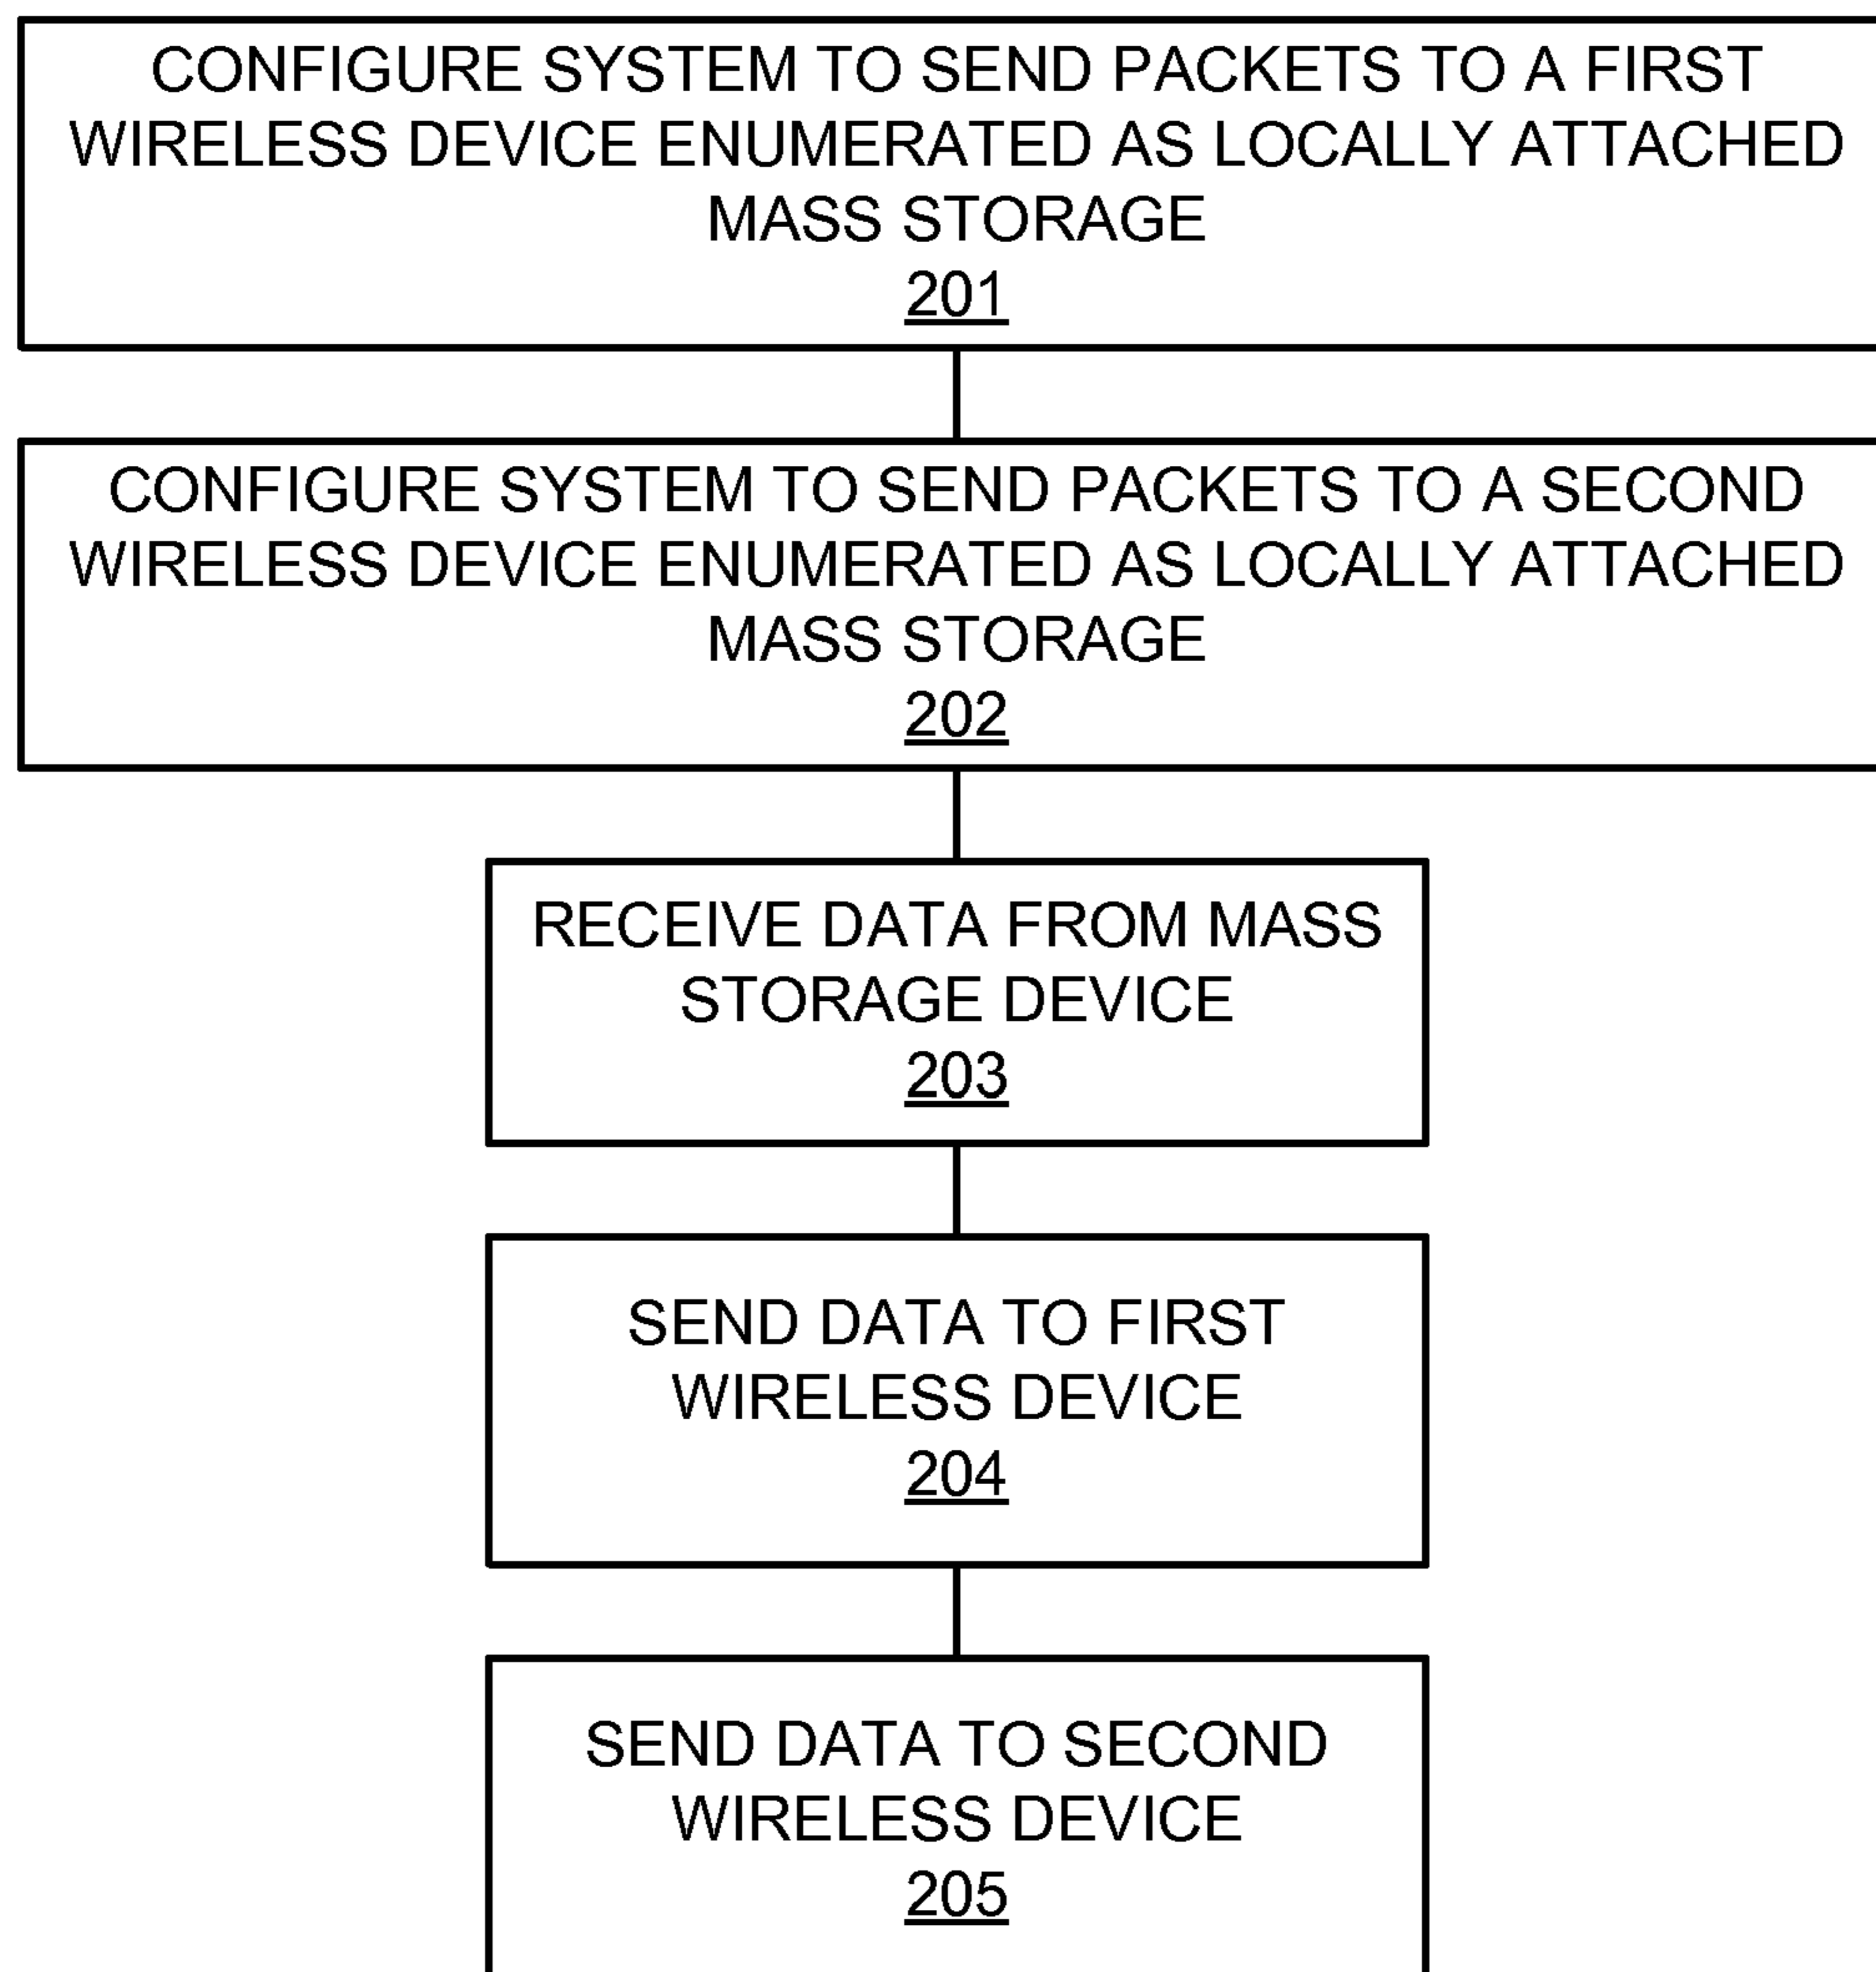 CONFIGURE SYSTEM TO SEND PACKETS TO A FIRST
WIRELESS DEVICE ENUMERATED AS LOCALLY ATTACHED
MASS STORAGE
201
CONFIGURE SYSTEM TO SEND PACKETS TO A SECOND
WIRELESS DEVICE ENUMERATED AS LOCALLY ATTACHED
MASS STORAGE
202
RECEIVE DATA FROM MASS
STORAGE DEVICE
203
SEND DATA TO FIRST
WIRELESS DEVICE
204
SEND DATA TO SECOND
WIRELESS DEVICE
205